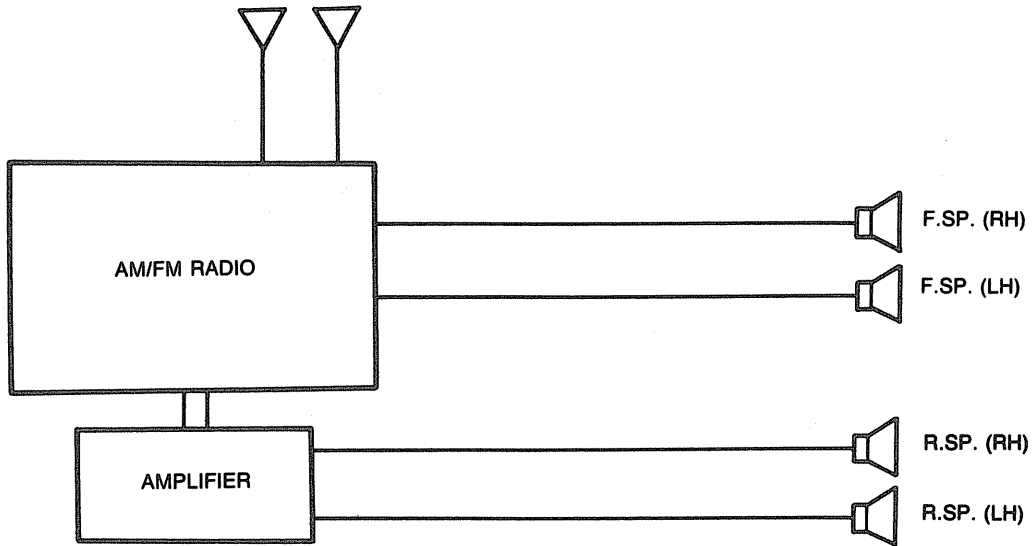 F.SP. (RH)
AM/FM RADIO
F.SP. (LH)
R.SP. (RH)
AMPLIFIER
R.SP. (LH)